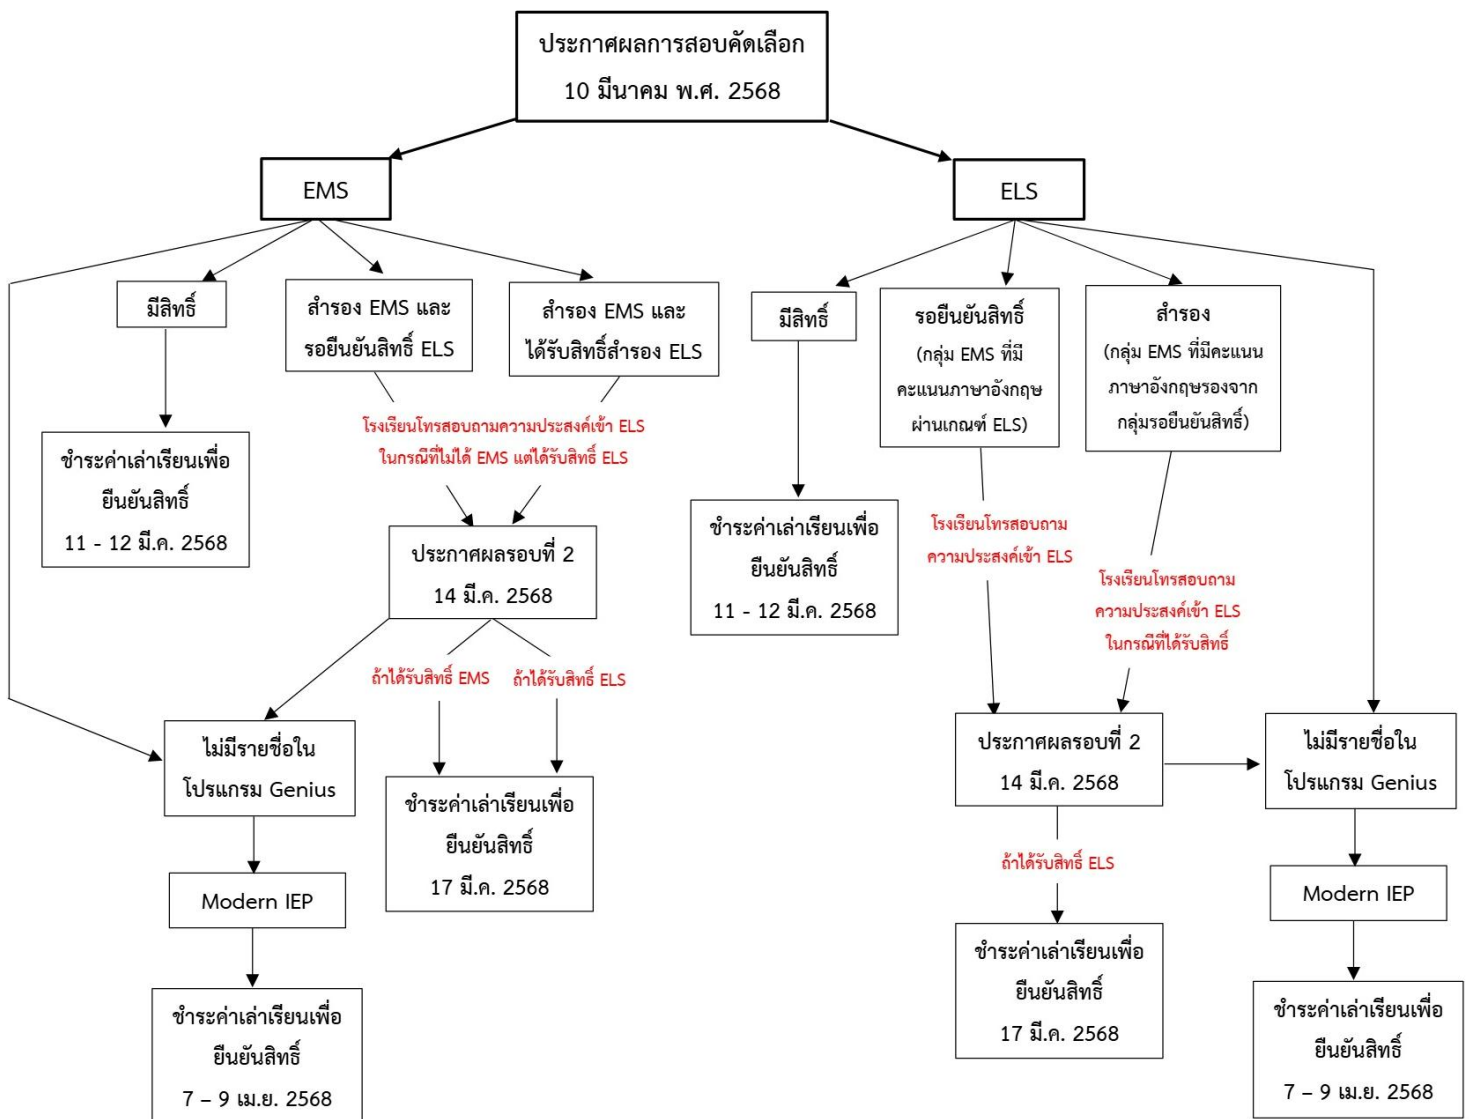 ประกาศผลการสอบคัดเลือก
10 มีนาคม พ.ศ. 2568
EMS
ELS
มีสิทธิ์
สำรอง EMS และ
รอยืนยันสิทธิ์ ELS
สำรอง EMS และ
ได้รับสิทธิ์สำรอง ELS
โรงเรียนโทรสอบถามความประสงค์เข้า ELS
ในกรณีที่ไม่ได้ EMS แต่ได้รับสิทธิ์ ELS
ชำระค่าเล่าเรียนเพื่อ
ยืนยันสิทธิ์
11 - 12 มี.ค. 2568
ประกาศผลรอบที่ 2
14 มี.ค. 2568
ถ้าได้รับสิทธิ์ EMS
ถ้าได้รับสิทธิ์ ELS
ไม่มีรายชื่อใน
โปรแกรม Genius
ชำระค่าเล่าเรียนเพื่อ
ยืนยันสิทธิ์
17 มี.ค. 2568
Modern IEP
ชำระค่าเล่าเรียนเพื่อ
ยืนยันสิทธิ์
7 – 9 เม.ย. 2568
มีสิทธิ์
รอยืนยันสิทธิ์
(กลุ่ม EMS ที่มี
คะแนนภาษาอังกฤษ
ผ่านเกณฑ์ ELS)
สำรอง
(กลุ่ม EMS ที่มีคะแนน
ภาษาอังกฤษรองจาก
กลุ่มรอยืนยันสิทธิ์)
ชำระค่าเล่าเรียนเพื่อ
ยืนยันสิทธิ์
11 - 12 มี.ค. 2568
โรงเรียนโทรสอบถาม
ความประสงค์เข้า ELS
โรงเรียนโทรสอบถาม
ความประสงค์เข้า ELS
ในกรณีที่ได้รับสิทธิ์
ประกาศผลรอบที่ 2
14 มี.ค. 2568
ไม่มีรายชื่อใน
โปรแกรม Genius
ถ้าได้รับสิทธิ์ ELS
Modern IEP
ชำระค่าเล่าเรียนเพื่อ
ยืนยันสิทธิ์
17 มี.ค. 2568
ชำระค่าเล่าเรียนเพื่อ
ยืนยันสิทธิ์
7 – 9 เม.ย. 2568